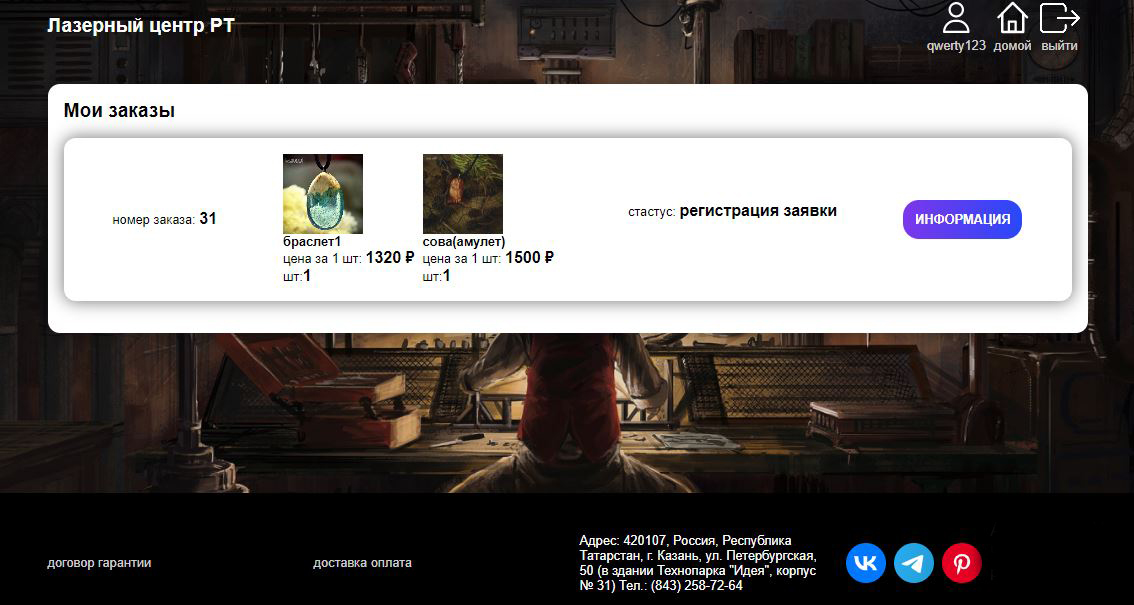 Лазерный центр РТ
qwerty123 домой выйти
Мои заказы
номер заказа: 31
браслет1
цена за 1 шт: 1320 ₽
шт:1
сова(амулет)
цена за 1 шт: 1500 ₽
шт:1
стастус: регистрация заявки
ИНФОРМАЦИЯ
договор гарантии
доставка оплата
Адрес: 420107, Россия, Республика
Татарстан, г. Казань, ул. Петербургская,
50 (в здании Технопарка "Идея", корпус
№ 31) Тел.: (843) 258-72-64